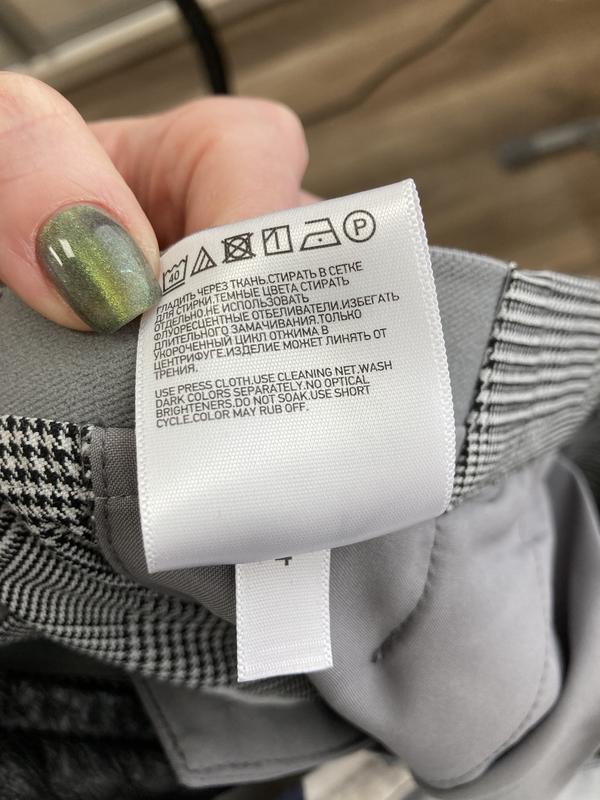 40 P
ГЛАДИТЬ ЧЕРЕЗ ТКАНЬ.СТИРАТЬ В СЕТКЕ
ДЛЯ СТИРКИ.ТЕМНЫЕ ЦВЕТА СТИРАТЬ
ОТДЕЛЬНО.НЕ ИСПОЛЬЗОВАТЬ
ФЛУОРЕСЦЕНТНЫЕ ОТБЕЛИВАТЕЛИ.ИЗБЕГАТЬ
ДЛИТЕЛЬНОГО ЗАМАЧИВАНИЯ.ТОЛЬКО
УКОРОЧЕННЫЙ ЦИКЛ ОТЖИМА В
ЦЕНТРИФУГЕ.ИЗДЕЛИЕ МОЖЕТ ЛИНЯТЬ ОТ
ТРЕНИЯ.
USE PRESS CLOTH.USE CLEANING NET.WASH
DARK COLORS SEPARATELY.NO OPTICAL
BRIGHTENERS.DO NOT SOAK.USE SHORT
CYCLE.COLOR MAY RUB OFF.